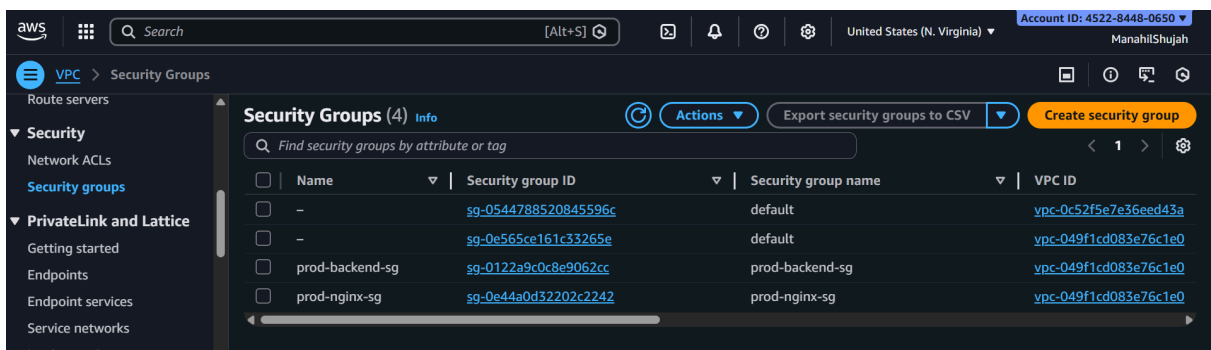 aws
Search [Alt+S] United States (N. Virginia) ▼ Account ID: 4522-8448-0650 ▼
ManahilShujah
VPC > Security Groups
Route servers
▼ Security
Network ACLs
Security groups
▼ PrivateLink and Lattice
Getting started
Endpoints
Endpoint services
Service networks
Security Groups (4) Info
Actions ▼ Export security groups to CSV ▼ Create security group
Find security groups by attribute or tag
< 1 >
Name Security group ID Security group name VPC ID
– sg-0544788520845596c default vpc-0c52f5e7e36eed43a
– sg-0e565ce161c33265e default vpc-049f1cd083e76c1e0
prod-backend-sg sg-0122a9c0c8e9062cc prod-backend-sg vpc-049f1cd083e76c1e0
prod-nginx-sg sg-0e44a0d32202c2242 prod-nginx-sg vpc-049f1cd083e76c1e0